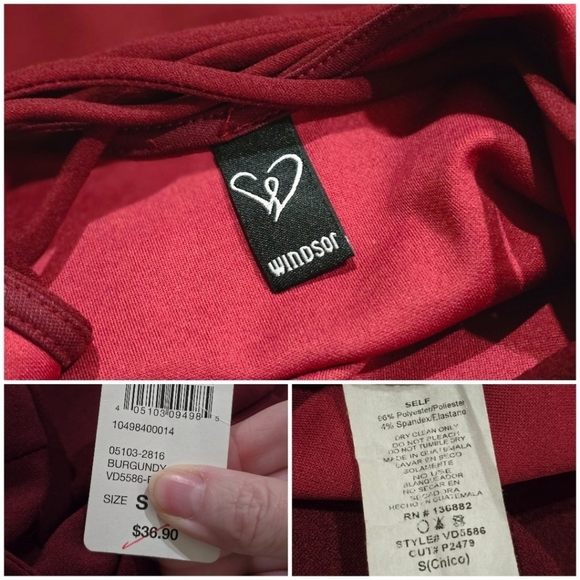 WINDSOR
4 05103 09498 5
10498400014
05103-2816
BURGUNDY
VD5586-
SIZE S
$36.90
SELF
96% Polyester/Poliester
4% Spandex/Elastano
DRY CLEAN ONLY
DO NOT BLEACH
DO NOT TUMBLE DRY
MADE IN GUATEMALA
LAVAR EN SECO
SOLAMENTE
NO USE
BLANQUEADOR
NO SECAR EN
SECADORA
HECHO EN GUATEMALA
RN# 136882
STYLE# VD5586
CUT# P2479
S(Chico)